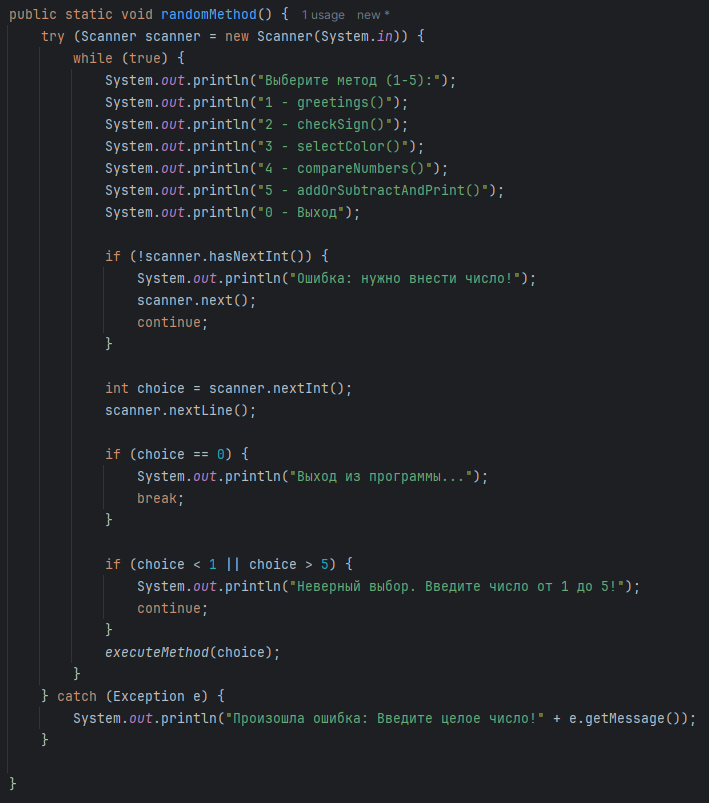 public static void randomMethod() { 1 usage new *
try (Scanner scanner = new Scanner(System.in)) {
while (true) {
System.out.println("Выберите метод (1-5):");
System.out.println("1 - greetings()");
System.out.println("2 - checkSign()");
System.out.println("3 - selectColor()");
System.out.println("4 - compareNumbers()");
System.out.println("5 - addOrSubtractAndPrint()");
System.out.println("0 - Выход");
if (!scanner.hasNextInt()) {
System.out.println("Ошибка: нужно внести число!");
scanner.next();
continue;
}
int choice = scanner.nextInt();
scanner.nextLine();
if (choice == 0) {
System.out.println("Выход из программы...");
break;
}
if (choice < 1 || choice > 5) {
System.out.println("Неверный выбор. Введите число от 1 до 5!");
continue;
}
executeMethod(choice);
}
} catch (Exception e) {
System.out.println("Произошла ошибка: Введите целое число!" + e.getMessage());
}
}